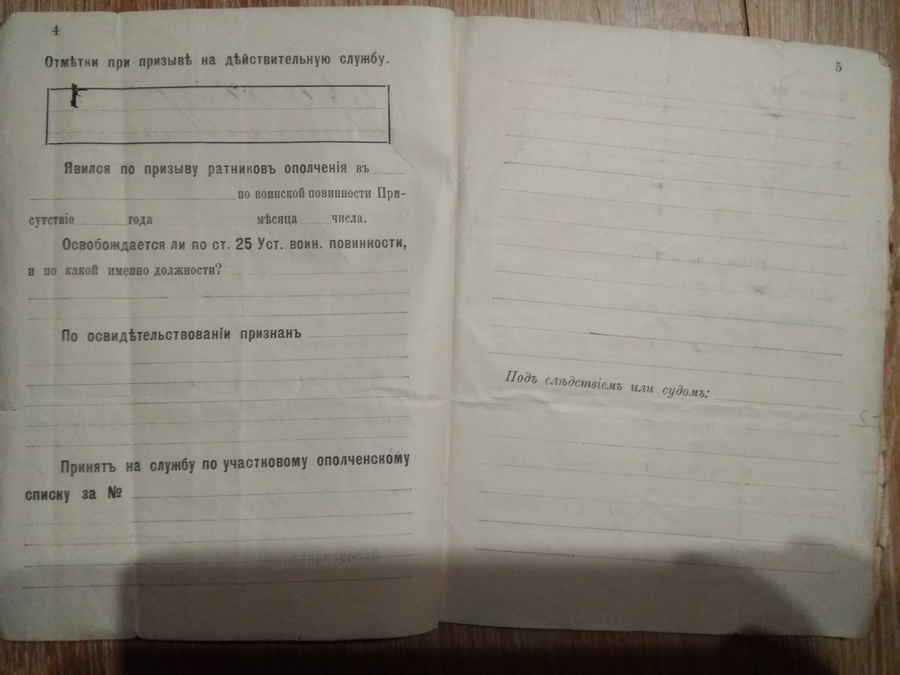 4
Отмѣтки при призывѣ на дѣйствительную службу.
Явился по призыву ратниковъ ополченія въ
по воинской повинности При-
сутствіе года мѣсяца числа.
Освобождается ли по ст. 25 Уст. воин. повинности,
и по какой именно должности?
По освидѣтельствованіи признанъ
Принятъ на службу по участковому ополченскому
списку за №
5
Подъ слѣдствіемъ или судомъ: